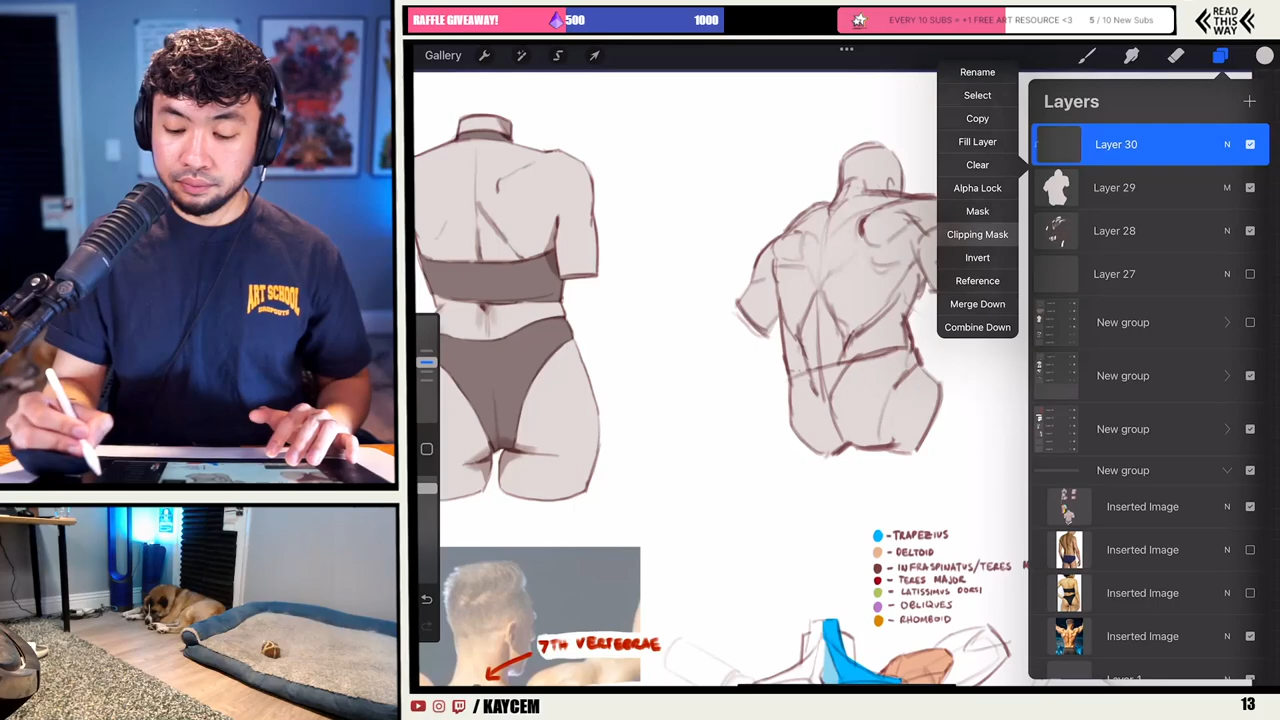 RAFFLE GIVEAWAY!
500
1000
EVERY 10 SUBS = +1 FREE ART RESOURCE <3
5 / 10 New Subs
READ
THIS
WAY
Gallery
Rename
Select
Copy
Fill Layer
Clear
Alpha Lock
Mask
Clipping Mask
Invert
Reference
Merge Down
Combine Down
Layers
Layer 30 N
Layer 29 M
Layer 28 N
Layer 27 N
New group
New group
New group
New group
Inserted Image N
Inserted Image N
Inserted Image N
Inserted Image N
ART SCHOOL
DROPOUTS
- TRAPEZIUS
- DELTOID
- INFRASPINATUS/TERES
- TERES MAJOR
- LATISSIMUS DORSI
- OBLIQUES
- RHOMBOID
7TH VERTEBRAE
/ KAYCEM
13